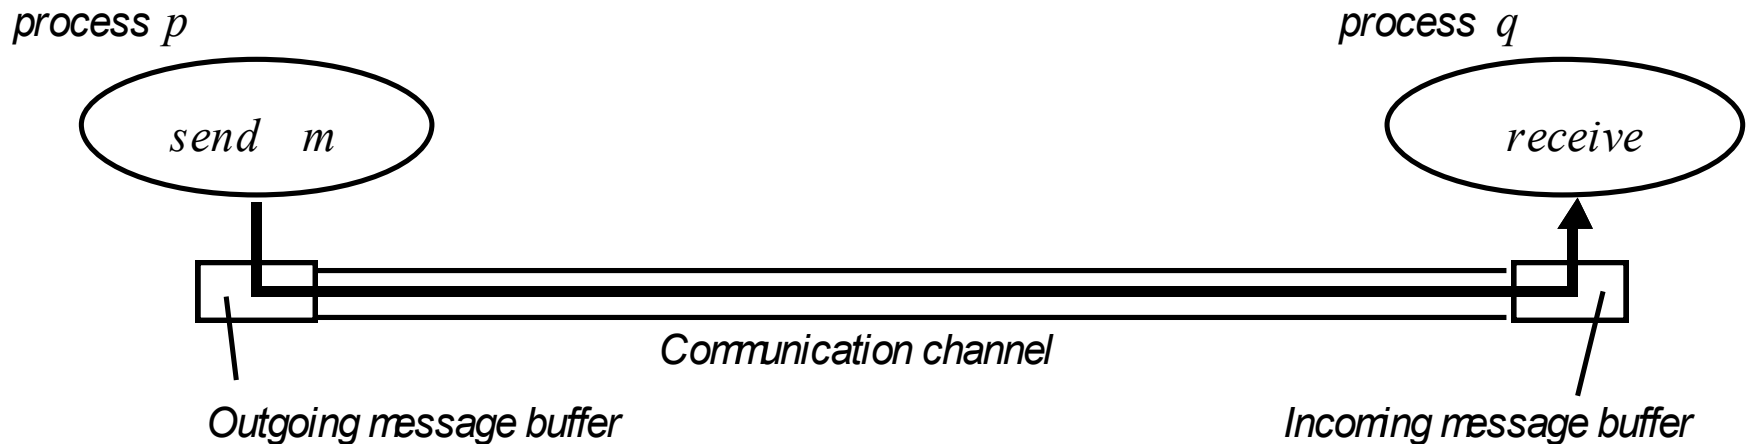 process p
process q
send m
receive
Communication channel
Outgoing message buffer
Incoming message buffer